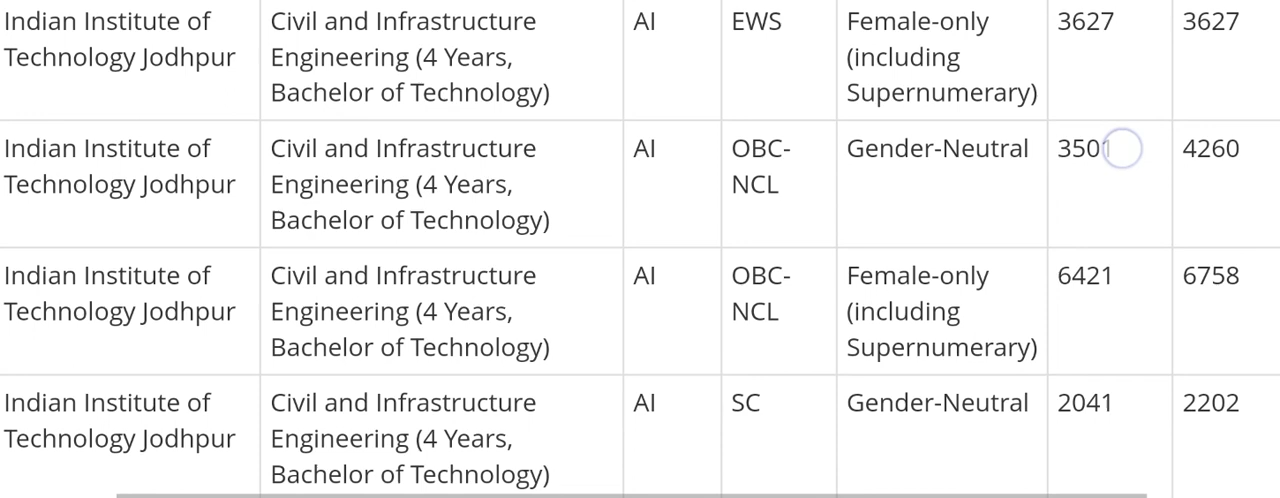 Indian Institute of Technology Jodhpur | Civil and Infrastructure Engineering (4 Years, Bachelor of Technology) | AI | EWS | Female-only (including Supernumerary) | 3627 | 3627
Indian Institute of Technology Jodhpur | Civil and Infrastructure Engineering (4 Years, Bachelor of Technology) | AI | OBC-NCL | Gender-Neutral | 3501 | 4260
Indian Institute of Technology Jodhpur | Civil and Infrastructure Engineering (4 Years, Bachelor of Technology) | AI | OBC-NCL | Female-only (including Supernumerary) | 6421 | 6758
Indian Institute of Technology Jodhpur | Civil and Infrastructure Engineering (4 Years, Bachelor of Technology) | AI | SC | Gender-Neutral | 2041 | 2202